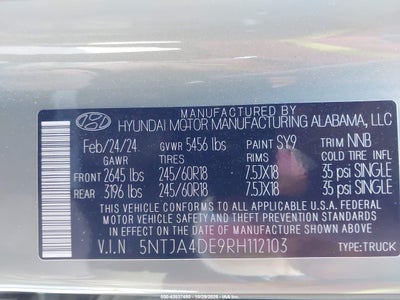 MANUFACTURED BY
HYUNDAI MOTOR MANUFACTURING ALABAMA, LLC
Feb/24/24 GVWR 5456 lbs PAINT SY9 TRIM NNB
GAWR TIRES RIMS COLD TIRE INFL
FRONT 2645 lbs 245/60R18 7.5JX18 35 psi SINGLE
REAR 3196 lbs 245/60R18 7.5JX18 35 psi SINGLE
THIS VEHICLE CONFORMS TO ALL APPLICABLE U.S.A. FEDERAL
MOTOR VEHICLE SAFETY AND THEFT PREVENTION STANDARDS
IN EFFECT ON THE DATE OF MANUFACTURE SHOWN ABOVE.
V.I.N 5NTJA4DE9RH112103 TYPE:TRUCK